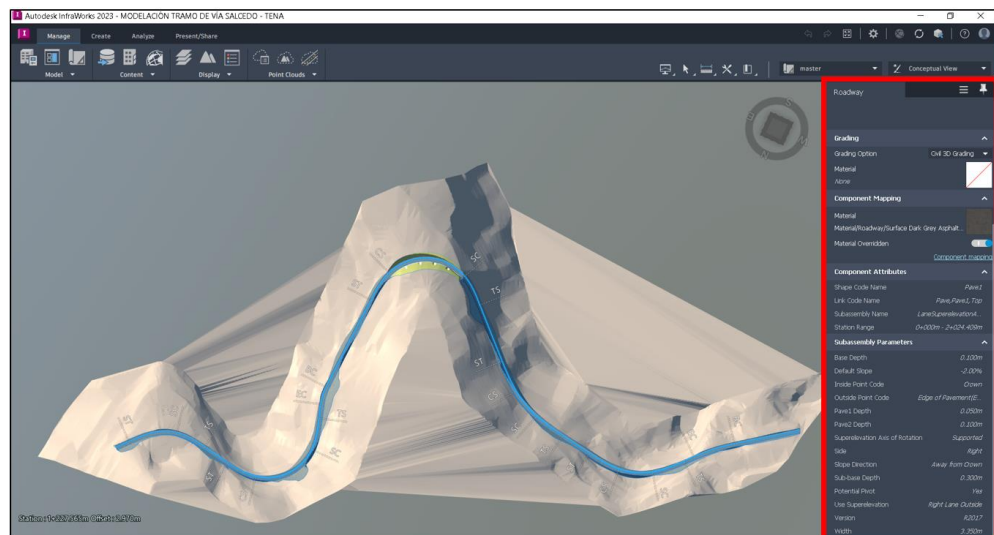 Autodesk InfraWorks 2023 - MODELACIÓN TRAMO DE VÍA SALCEDO - TENA
Manage Create Analyze Present/Share
Model Content Display Point Clouds
master Conceptual View
Roadway
Grading
Grading Option Civil 3D Grading
Material
None
Component Mapping
Material
Material/Roadway/Surface Dark Grey Asphalt...
Material Overridden
Component mapping
Component Attributes
Shape Code Name Pave1
Link Code Name Pave,Pave1,Top
Subassembly Name LaneSuperelevationA...
Station Range 0+000m - 2+024.409m
Subassembly Parameters
Base Depth 0.100m
Default Slope -2.00%
Inside Point Code Crown
Outside Point Code Edge of Pavement(E...
Pave1 Depth 0.050m
Pave2 Depth 0.100m
Superelevation Axis of Rotation Supported
Side Right
Slope Direction Away from Crown
Sub-base Depth 0.300m
Potential Pivot Yes
Use Superelevation Right Lane Outside
Version R2017
Width 3.350m
SC
TS
ST
CS
SC
EC
TS
SC
ST